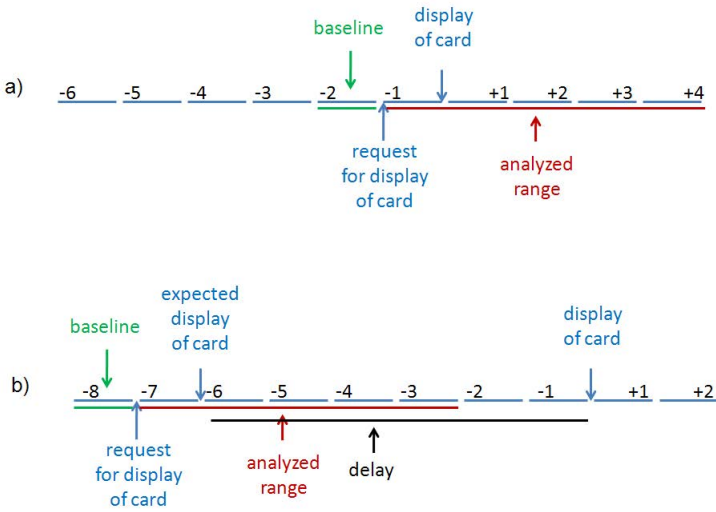 display
of card
baseline
a)
-6 -5 -4 -3 -2 -1 +1 +2 +3 +4
request
for display
of card
analyzed
range
expected
display
of card
baseline
display
of card
b)
-8 -7 -6 -5 -4 -3 -2 -1 +1 +2
request
for display
of card
analyzed
range
delay